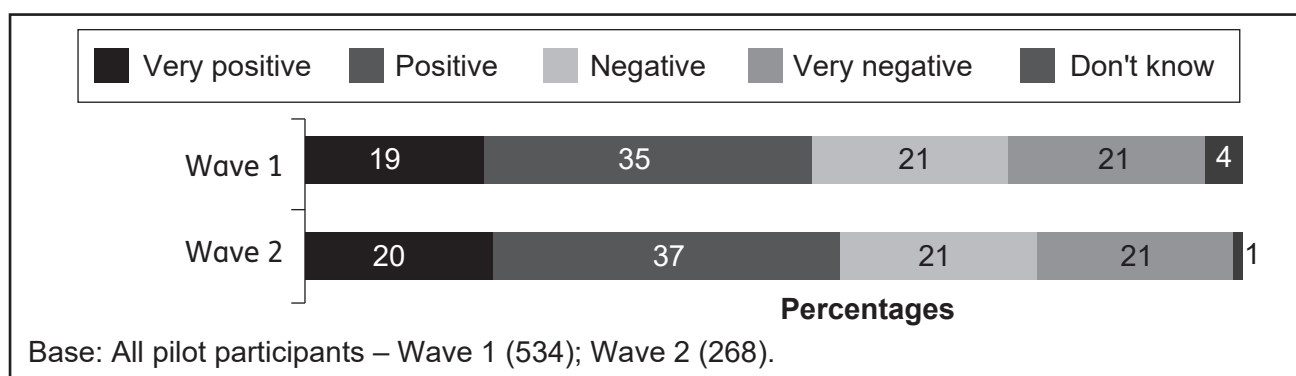 Very positive Positive Negative Very negative Don't know
Wave 1 19 35 21 21 4
Wave 2 20 37 21 21 1
Percentages
Base: All pilot participants – Wave 1 (534); Wave 2 (268).